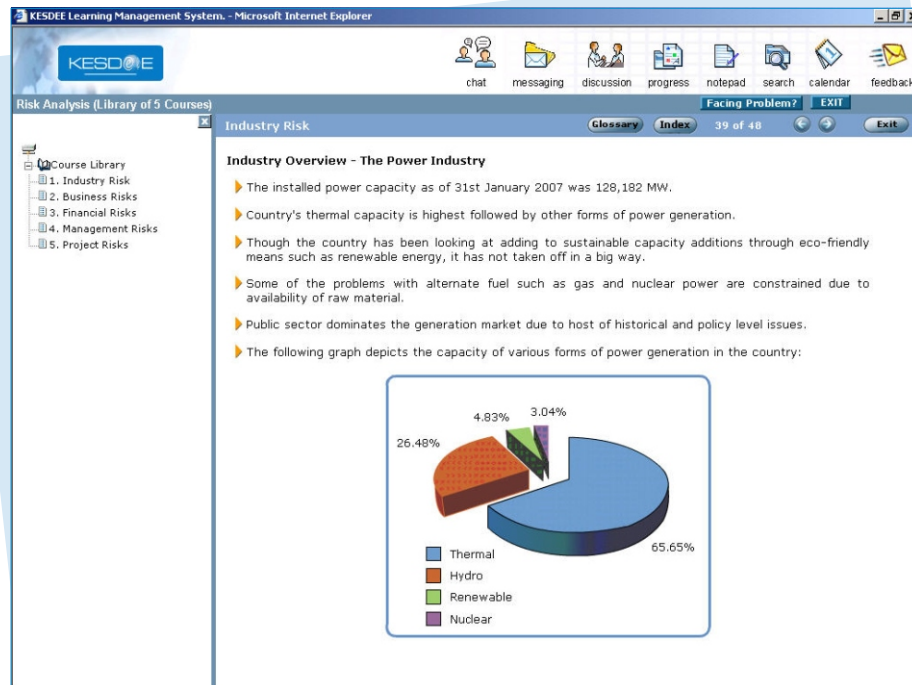 KESDEE Learning Management System. - Microsoft Internet Explorer
KESDEE
chat
messaging
discussion
progress
notepad
search
calendar
feedback
Risk Analysis (Library of 5 Courses)
Facing Problem?
EXIT
Industry Risk
Glossary
Index
39 of 48
Exit
Course Library
1. Industry Risk
2. Business Risks
3. Financial Risks
4. Management Risks
5. Project Risks
Industry Overview - The Power Industry
The installed power capacity as of 31st January 2007 was 128,182 MW.
Country's thermal capacity is highest followed by other forms of power generation.
Though the country has been looking at adding to sustainable capacity additions through eco-friendly
means such as renewable energy, it has not taken off in a big way.
Some of the problems with alternate fuel such as gas and nuclear power are constrained due to
availability of raw material.
Public sector dominates the generation market due to host of historical and policy level issues.
The following graph depicts the capacity of various forms of power generation in the country:
4.83%
3.04%
26.48%
65.65%
Thermal
Hydro
Renewable
Nuclear